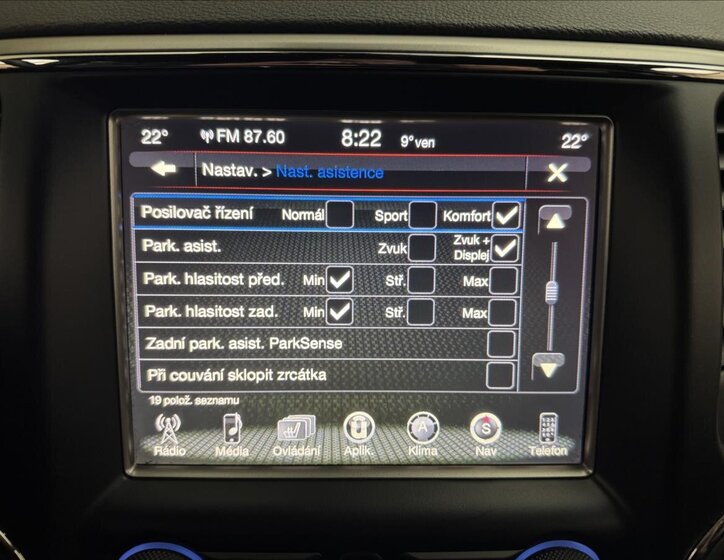 22° FM 87.60 8:22 9°ven 22°
Nastav. > Nast. asistence
Posilovač řízení Normál Sport Komfort
Park. asist. Zvuk Zvuk + Displej
Park. hlasitost před. Min Stř. Max
Park. hlasitost zad. Min Stř. Max
Zadní park. asist. ParkSense
Při couvání sklopit zrcátka
19 polož. seznamu
Rádio Média Ovládání Aplik. Klima Nav Telefon